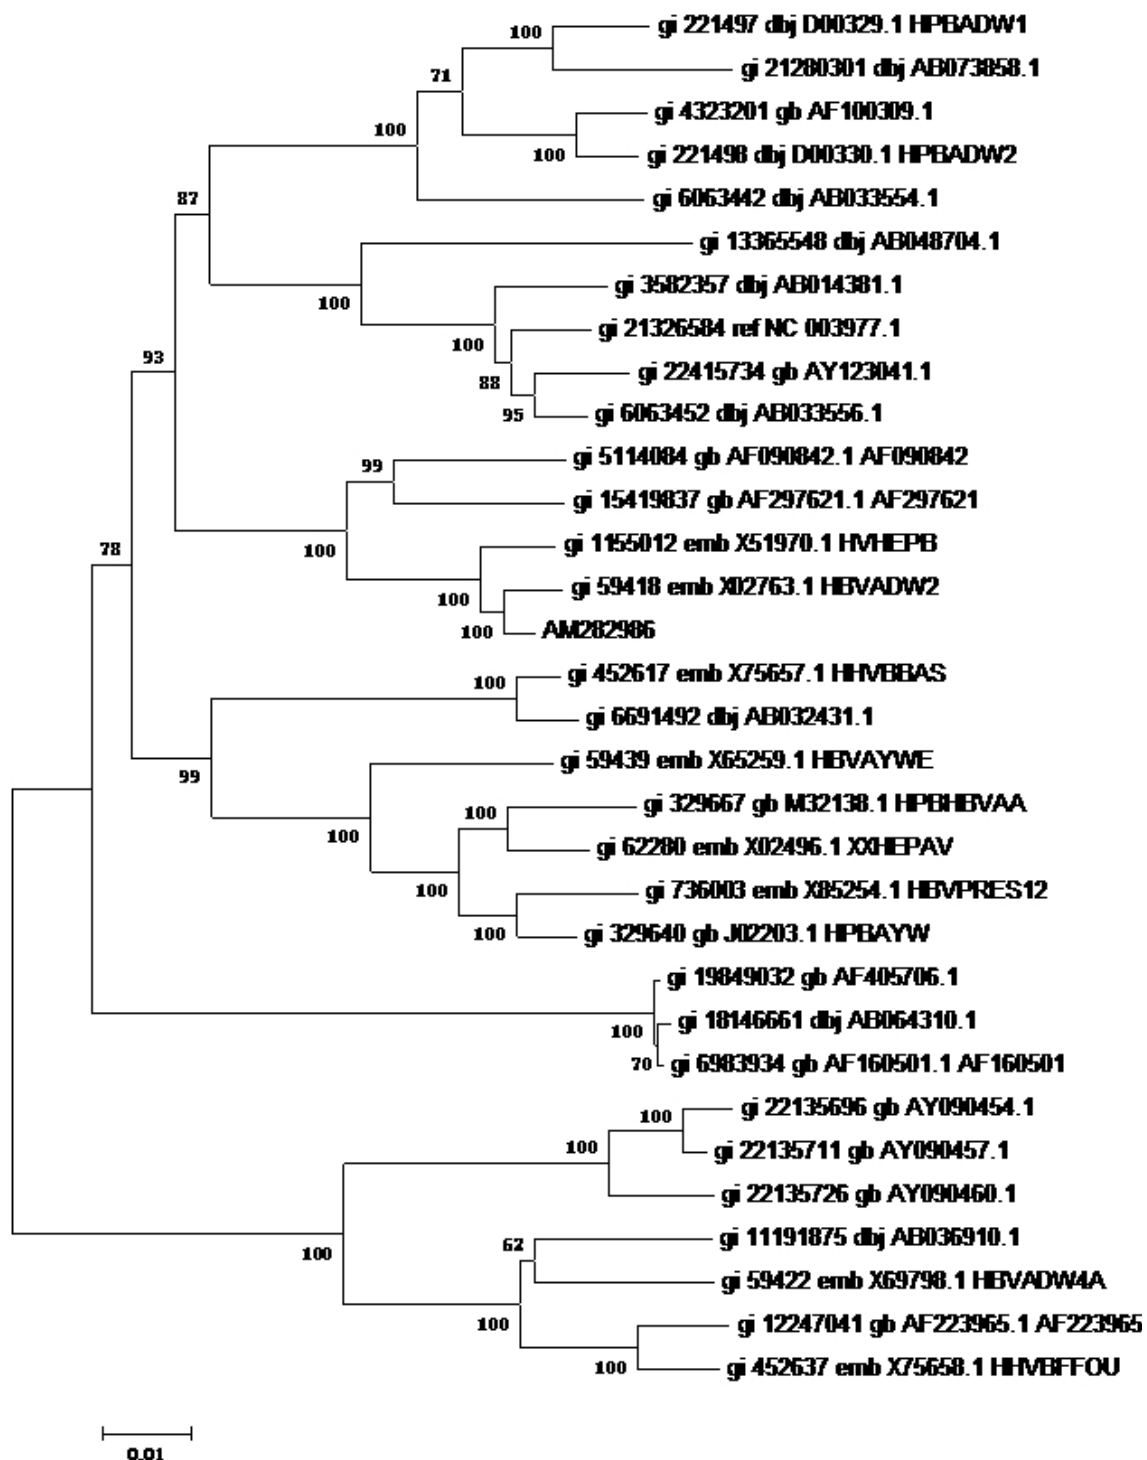 100
gi 221497 dbj D00329.1 HPBADW1
gi 21280301 dbj AB073858.1
71
gi 4323201 gb AF100309.1
100
100
gi 221498 dbj D00330.1 HPBADW2
87
gi 6063442 dbj AB033554.1
gi 13365548 dbj AB048704.1
gi 3582357 dbj AB014381.1
100
gi 21326584 ref NC 003977.1
100
93
gi 22415734 gb AY123041.1
88
95
gi 6063452 dbj AB033556.1
gi 5114084 gb AF090842.1 AF090842
99
gi 15419837 gb AF297621.1 AF297621
78
100
gi 1155012 emb X51970.1 HVHEPB
gi 59418 emb X02763.1 HBVADW2
100
100
AM282986
gi 452617 emb X75657.1 HHVBBAS
100
gi 6691492 dbj AB032431.1
gi 59439 emb X65259.1 HBVAYWE
99
gi 329667 gb M32138.1 HPBHBVAA
100
100
gi 62280 emb X02496.1 XXHEPAV
gi 736003 emb X85254.1 HBVPRES12
100
100
gi 329640 gb J02203.1 HPBAYW
gi 19849032 gb AF405706.1
gi 18146661 dbj AB064310.1
100
70
gi 6983934 gb AF160501.1 AF160501
gi 22135696 gb AY090454.1
100
100
gi 22135711 gb AY090457.1
gi 22135726 gb AY090460.1
gi 11191875 dbj AB036910.1
62
100
gi 59422 emb X69798.1 HBVADW4A
100
gi 12247041 gb AF223965.1 AF223965
100
gi 452637 emb X75658.1 HHVBFFOU
0.01